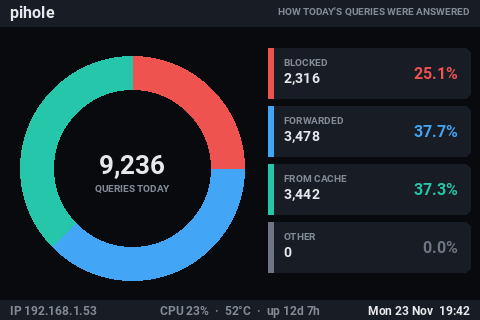 pihole
HOW TODAY'S QUERIES WERE ANSWERED
9,236
QUERIES TODAY
BLOCKED
2,316
25.1%
FORWARDED
3,478
37.7%
FROM CACHE
3,442
37.3%
OTHER
0
0.0%
IP 192.168.1.53
CPU 23% · 52°C · up 12d 7h
Mon 23 Nov 19:42